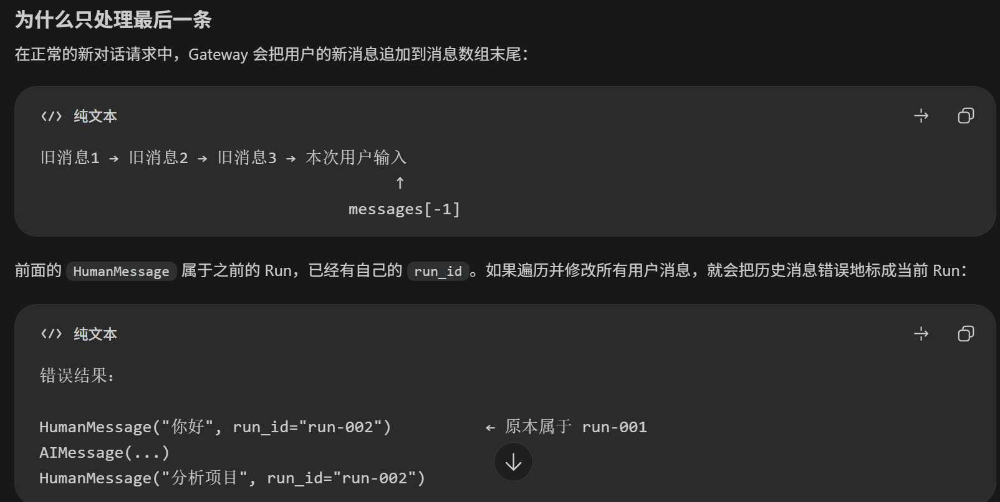 为什么只处理最后一条
在正常的新对话请求中，Gateway 会把用户的新消息追加到消息数组末尾：
</> 纯文本
旧消息1 → 旧消息2 → 旧消息3 → 本次用户输入
↑
messages[-1]
前面的 HumanMessage 属于之前的 Run，已经有自己的 run_id。如果遍历并修改所有用户消息，就会把历史消息错误地标成当前 Run：
</> 纯文本
错误结果：
HumanMessage("你好", run_id="run-002") ← 原本属于 run-001
AIMessage(...)
HumanMessage("分析项目", run_id="run-002")